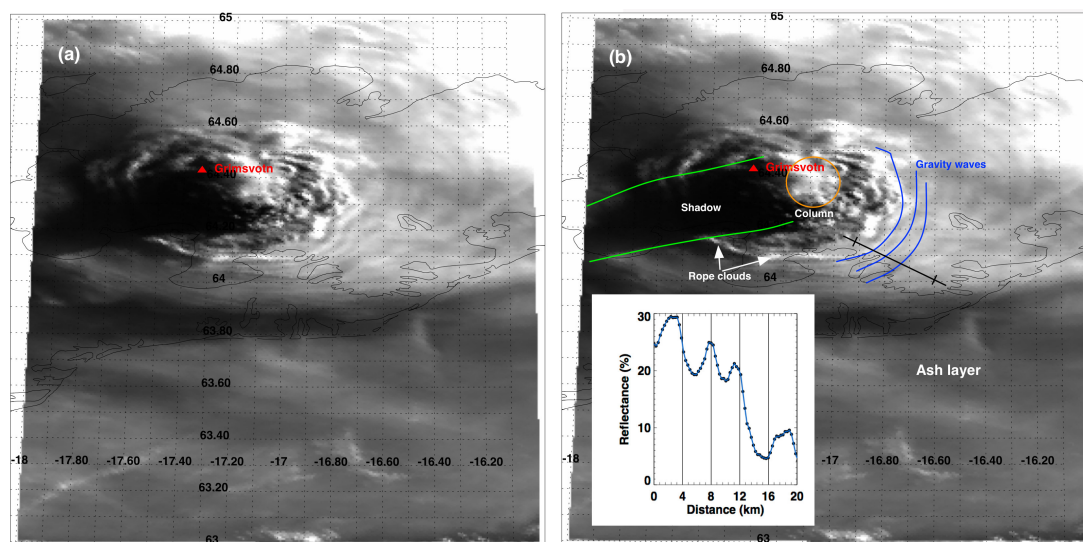 65
(a)
64.80
64.60
Grimsvotn
40
64
63.80
63.60
63.40
-18 -17.80 -17.60 -17.40 -17.20 -17 -16.80 -16.60 -16.40 -16.20
63.20
63
65
(b)
64.80
64.60
Gravity waves
Grimsvotn
40
Shadow
Column
Rope clouds
64
Ash layer
-18
-17 -16.80 -16.60 -16.40 -16.20
63
30
20
10
0
Reflectance (%)
0 4 8 12 16 20
Distance (km)